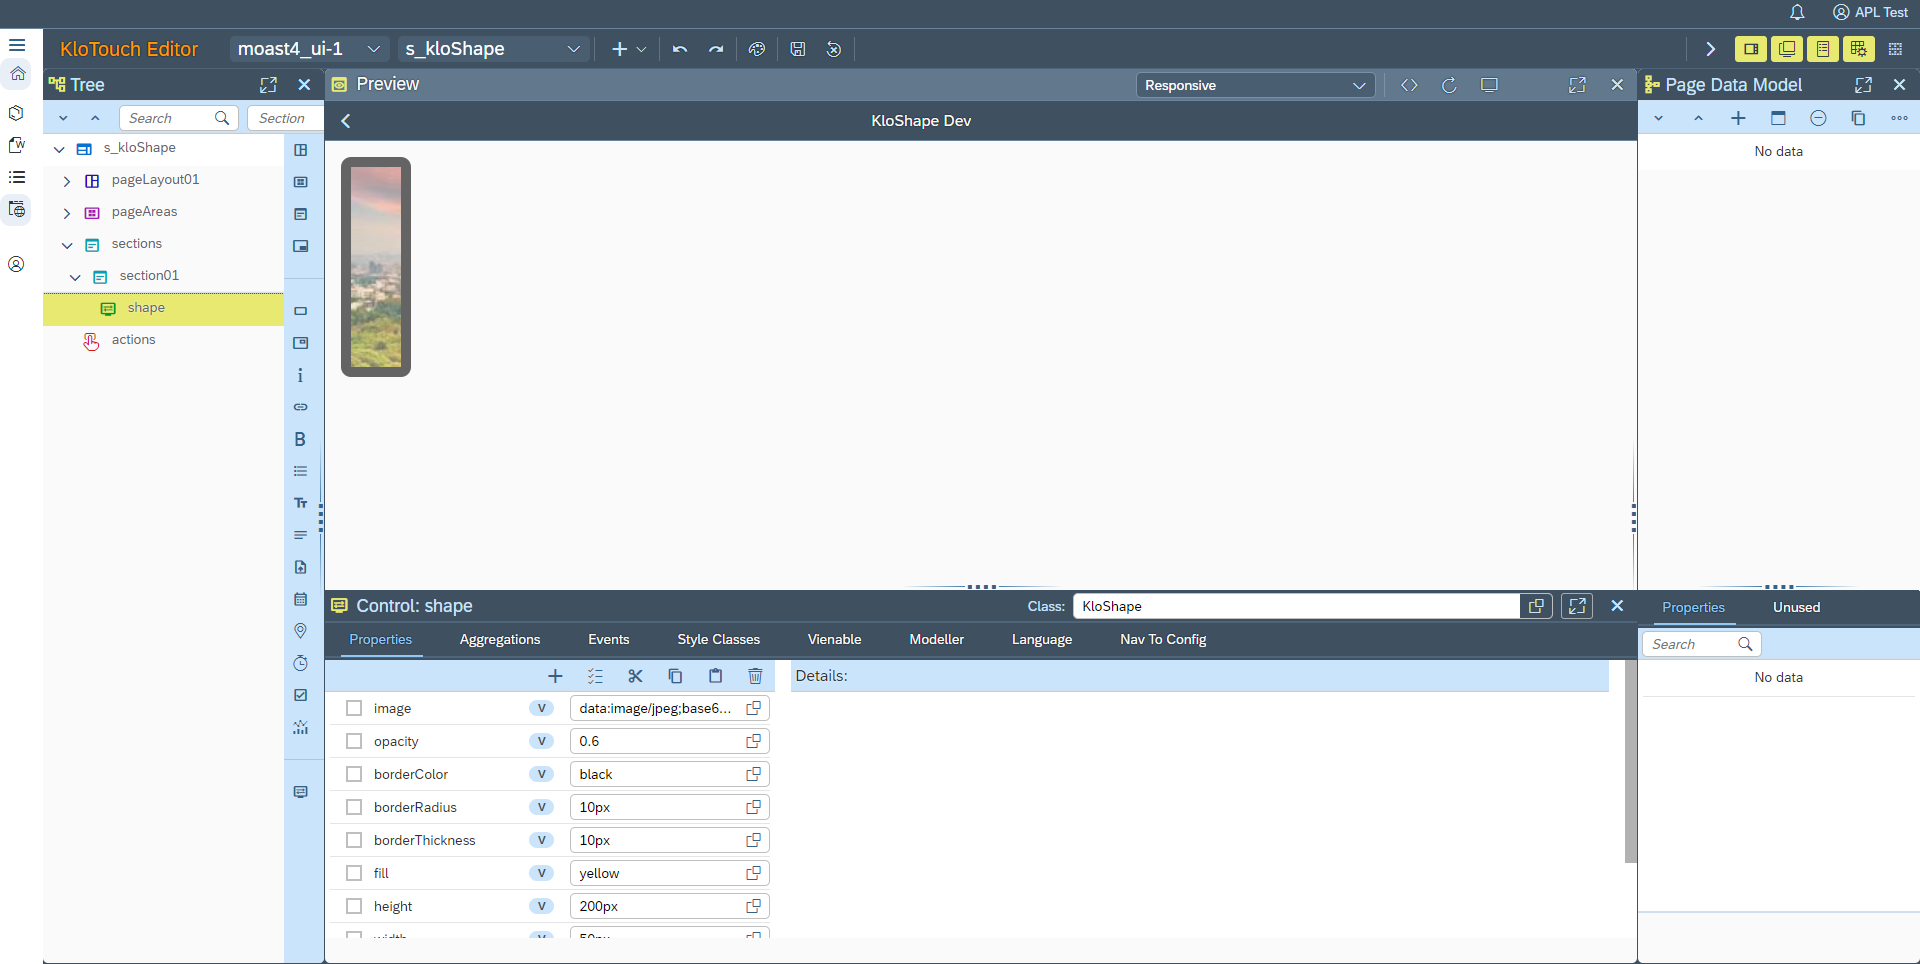 APL Test
KloTouch Editor
moast4_ui-1
s_kloShape
Tree
Search
Section
s_kloShape
pageLayout01
pageAreas
sections
section01
shape
actions
Preview
Responsive
KloShape Dev
Page Data Model
No data
Control: shape
Class:
KloShape
Properties
Aggregations
Events
Style Classes
Vienable
Modeller
Language
Nav To Config
Details:
image
V
data:image/jpeg;base6...
opacity
V
0.6
borderColor
V
black
borderRadius
V
10px
borderThickness
V
10px
fill
V
yellow
height
V
200px
width
V
50px
Properties
Unused
Search
No data